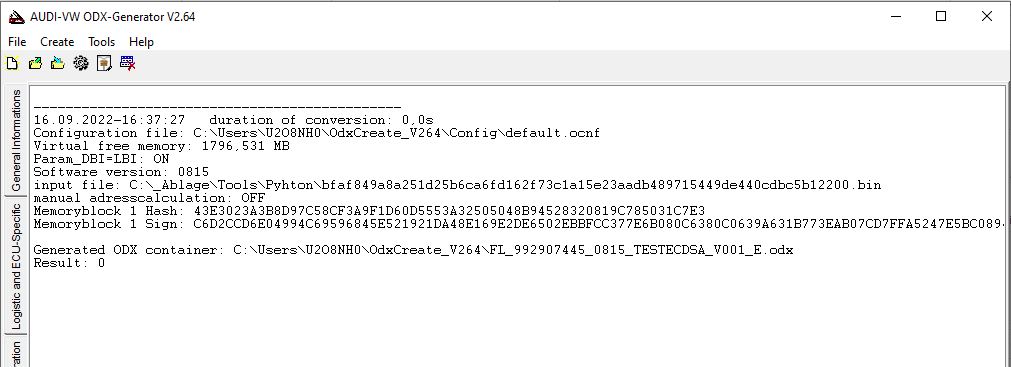 AUDI-VW ODX-Generator V2.64
File Create Tools Help
General Informations
Logistic and ECU-Specific
ration
------------------------------------------------
16.09.2022-16:37:27   duration of conversion: 0,0s
Configuration file: C:\Users\U2O8NH0\OdxCreate_V264\Config\default.ocnf
Virtual free memory: 1796,531 MB
Param_DBI=LBI: ON
Software version: 0815
input file: C:\_Ablage\Tools\Pyhton\bfaf849a8a251d25b6ca6fd162f73c1a15e23aadb489715449de440cdbc5b12200.bin
manual adresscalculation: OFF
Memoryblock 1 Hash: 43E3023A3B8D97C58CF3A9F1D60D5553A32505048B94528320819C785031C7E3
Memoryblock 1 Sign: C6D2CCD6E04994C69596845E521921DA48E169E2DE6502EBBFCC377E6B080C6380C0639A631B773EAB07CD7FFA5247E5BC089
Generated ODX container: C:\Users\U2O8NH0\OdxCreate_V264\FL_992907445_0815_TESTECDSA_V001_E.odx
Result: 0